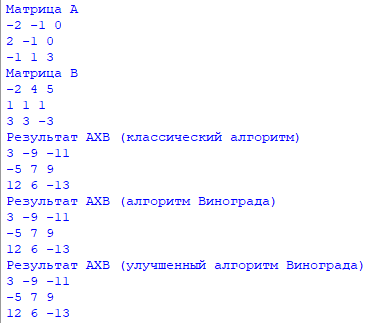 Матрица A
-2 -1 0
2 -1 0
-1 1 3
Матрица B
-2 4 5
1 1 1
3 3 -3
Результат AXB (классический алгоритм)
3 -9 -11
-5 7 9
12 6 -13
Результат AXB (алгоритм Винограда)
3 -9 -11
-5 7 9
12 6 -13
Результат AXB (улучшенный алгоритм Винограда)
3 -9 -11
-5 7 9
12 6 -13